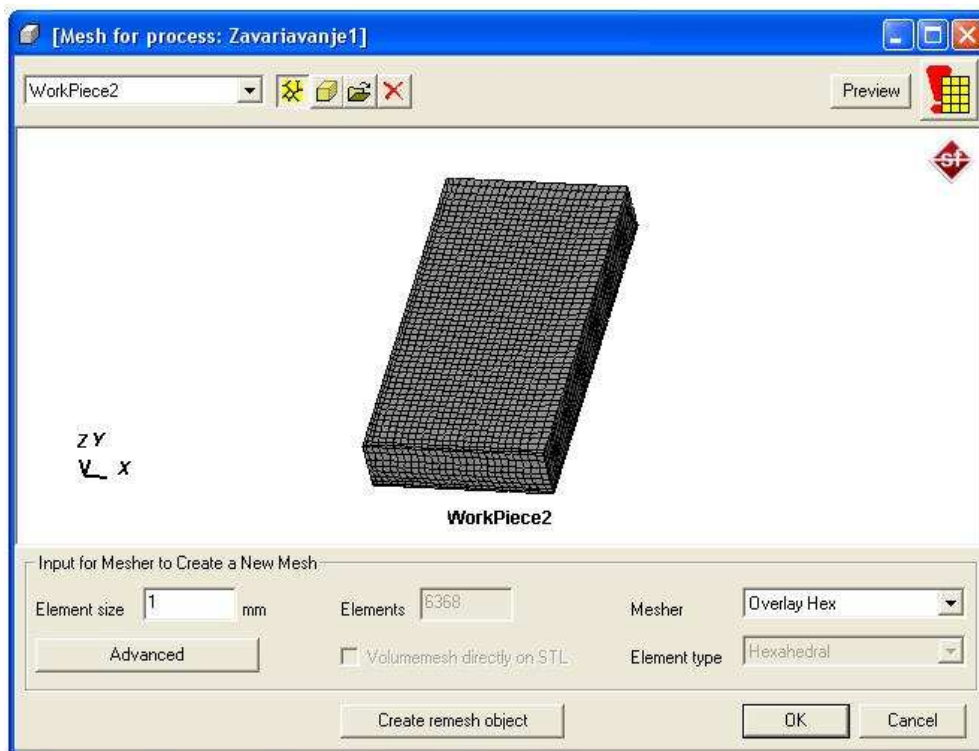 [Mesh for process: Zavariavanje1]
WorkPiece2
Preview
sf
Z Y
X
WorkPiece2
Input for Mesher to Create a New Mesh
Element size 1 mm Elements 6368 Mesher Overlay Hex
Advanced Volumemesh directly on STL Element type Hexahedral
Create remesh object OK Cancel